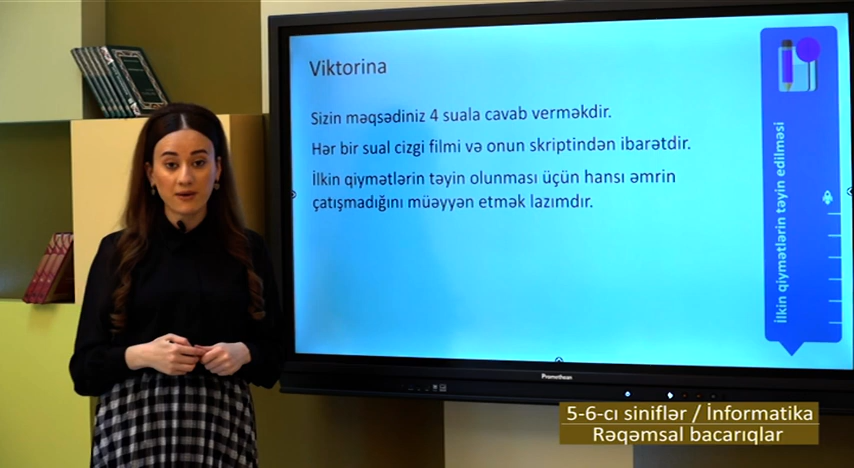 Viktorina
Sizin məqsədiniz 4 suala cavab verməkdir.
Hər bir sual cizgi filmi və onun skriptindən ibarətdir.
İlkin qiymətlərin təyin olunması üçün hansı əmrin
çatışmadığını müəyyən etmək lazımdır.
İlkin qiymətlərin təyin edilməsi
Promethean
5-6-cı siniflər / İnformatika
Rəqəmsal bacarıqlar